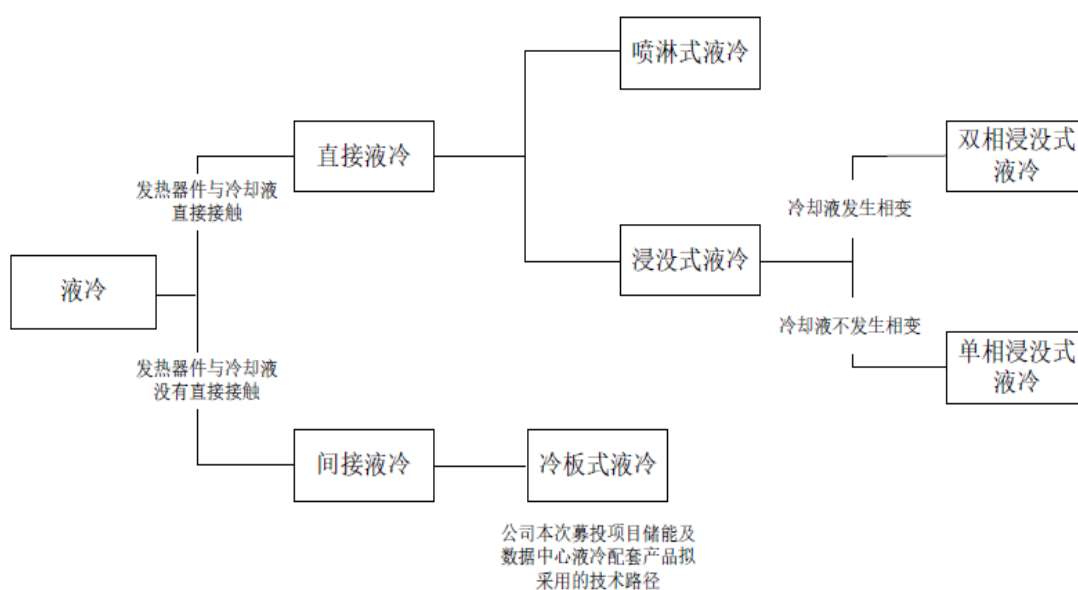 喷淋式液冷
直接液冷
双相浸没式
液冷
发热器件与冷却液
直接接触
冷却液发生相变
浸没式液冷
液冷
冷却液不发生相变
单相浸没式
液冷
发热器件与冷却液
没有直接接触
间接液冷
冷板式液冷
公司本次募投项目储能及
数据中心液冷配套产品拟
采用的技术路径